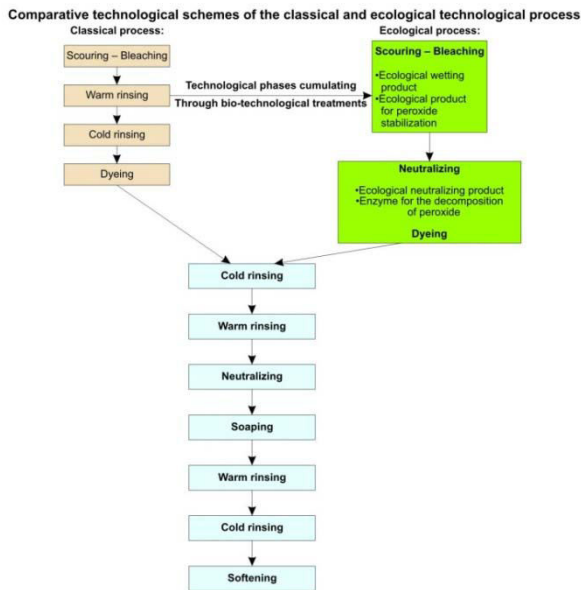 Comparative technological schemes of the classical and ecological technological process
Classical process:
Scouring – Bleaching
Warm rinsing
Cold rinsing
Dyeing
Technological phases cumulating
Through bio-technological treatments
Ecological process:
Scouring – Bleaching
•Ecological wetting
product
•Ecological product
for peroxide
stabilization
Neutralizing
•Ecological neutralizing product
•Enzyme for the decomposition
of peroxide
Dyeing
Cold rinsing
Warm rinsing
Neutralizing
Soaping
Warm rinsing
Cold rinsing
Softening